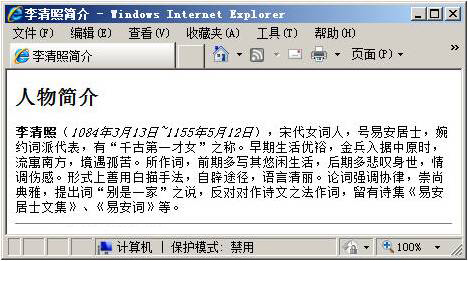 李清照简介 - Windows Internet Explorer
文件(F) 编辑(E) 查看(V) 收藏夹(A) 工具(T) 帮助(H)
李清照简介 页面(P) »
人物简介
李清照（1084年3月13日~1155年5月12日），宋代女词人，号易安居士，婉
约词派代表，有“千古第一才女”之称。早期生活优裕，金兵入据中原时，
流寓南方，境遇孤苦。所作词，前期多写其悠闲生活，后期多悲叹身世，情
调伤感。形式上善用白描手法，自辟途径，语言清丽。论词强调协律，崇尚
典雅，提出词“别是一家”之说，反对对作诗文之法作词，留有诗集《易安
居士文集》、《易安词》等。
计算机 | 保护模式: 禁用 100%